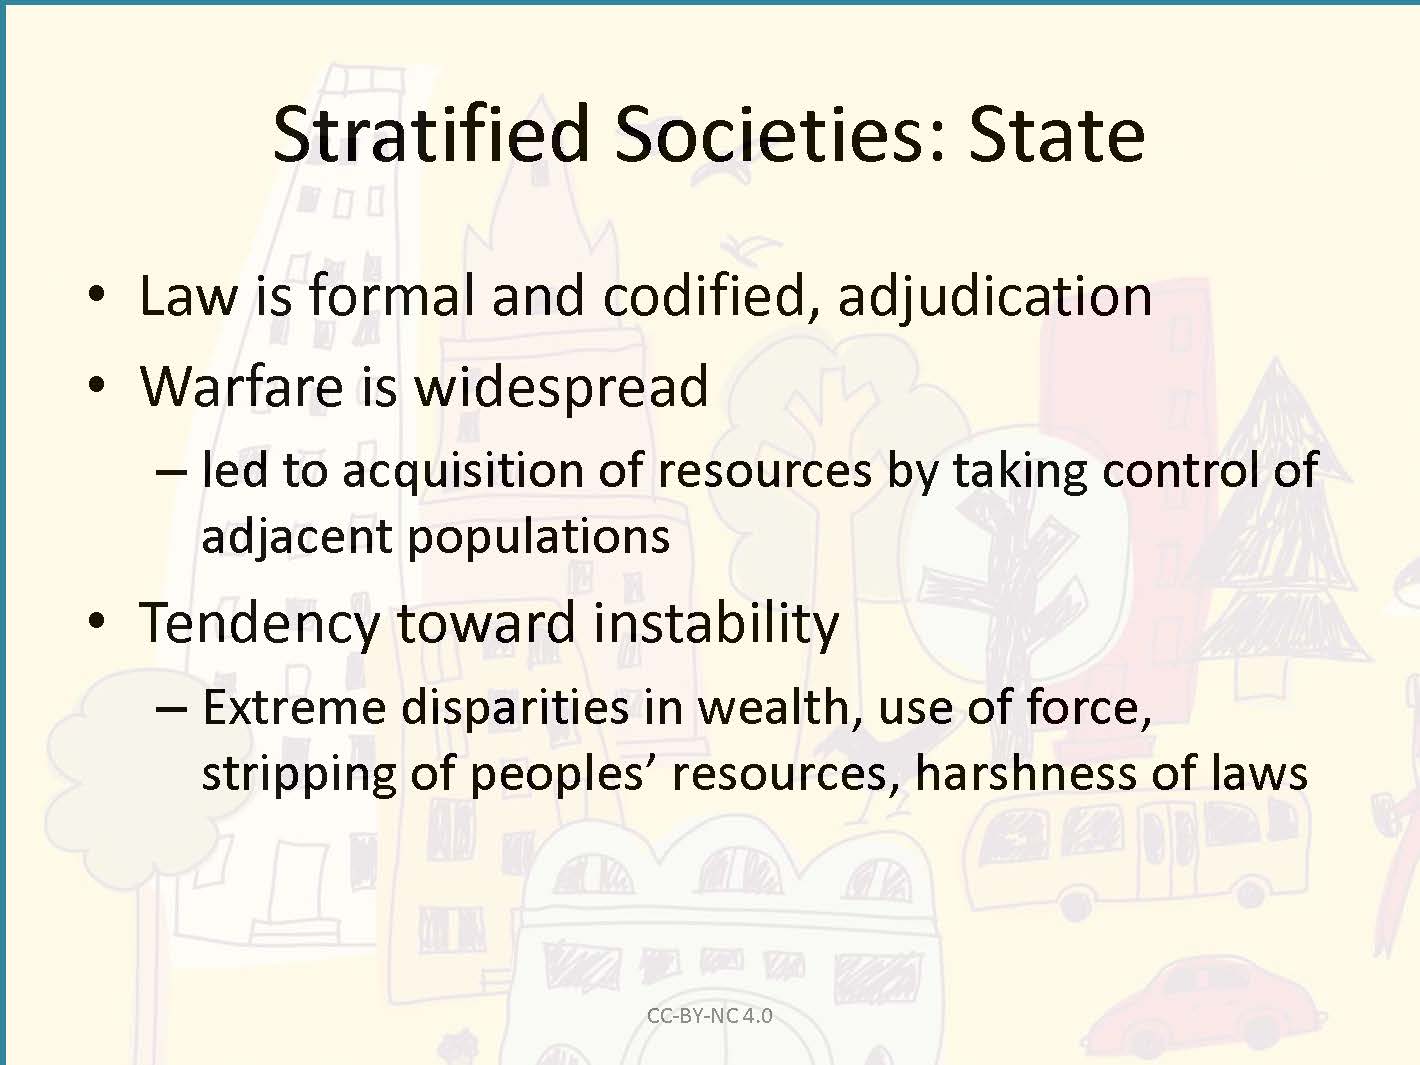 Stratified Societies: State
• Law is formal and codified, adjudication
• Warfare is widespread
– led to acquisition of resources by taking control of
adjacent populations
• Tendency toward instability
– Extreme disparities in wealth, use of force,
stripping of peoples’ resources, harshness of laws
CC-BY-NC 4.0